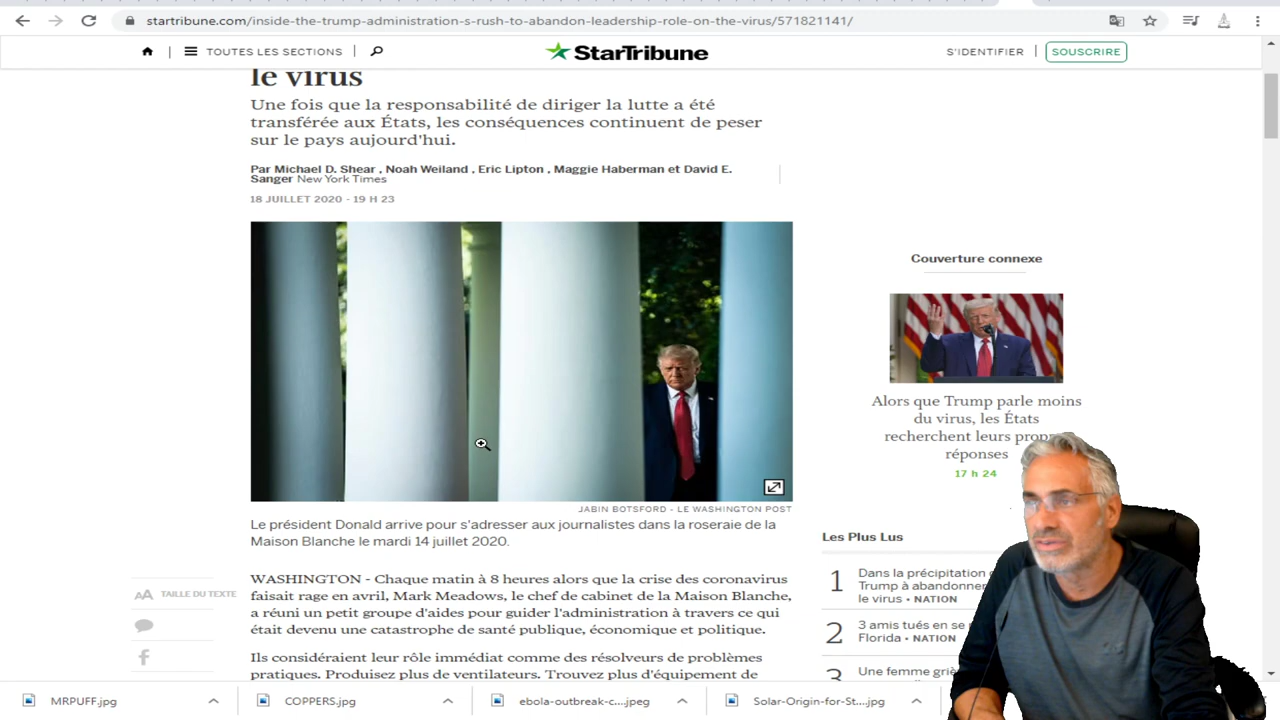 startribune.com/inside-the-trump-administration-s-rush-to-abandon-leadership-role-on-the-virus/571821141/
TOUTES LES SECTIONS
StarTribune
S'IDENTIFIER
SOUSCRIRE
le virus
Une fois que la responsabilité de diriger la lutte a été
transférée aux États, les conséquences continuent de peser
sur le pays aujourd'hui.
Par Michael D. Shear , Noah Weiland , Eric Lipton , Maggie Haberman et David E.
Sanger New York Times
18 JUILLET 2020 - 19 H 23
JABIN BOTSFORD - LE WASHINGTON POST
Le président Donald arrive pour s'adresser aux journalistes dans la roseraie de la
Maison Blanche le mardi 14 juillet 2020.
AA TAILLE DU TEXTE
WASHINGTON - Chaque matin à 8 heures alors que la crise des coronavirus
faisait rage en avril, Mark Meadows, le chef de cabinet de la Maison Blanche,
a réuni un petit groupe d'aides pour guider l'administration à travers ce qui
était devenu une catastrophe de santé publique, économique et politique.
Ils considéraient leur rôle immédiat comme des résolveurs de problèmes
pratiques. Produisez plus de ventilateurs. Trouvez plus d'équipement de
Couverture connexe
Alors que Trump parle moins
du virus, les États
recherchent leurs prop
réponses
17 h 24
Les Plus Lus
1 Dans la précipitation
Trump à abandonner
le virus • NATION
2 3 amis tués en se
Florida • NATION
3 Une femme griè
MRPUFF.jpg
COPPERS.jpg
ebola-outbreak-c....jpeg
Solar-Origin-for-St....jpg